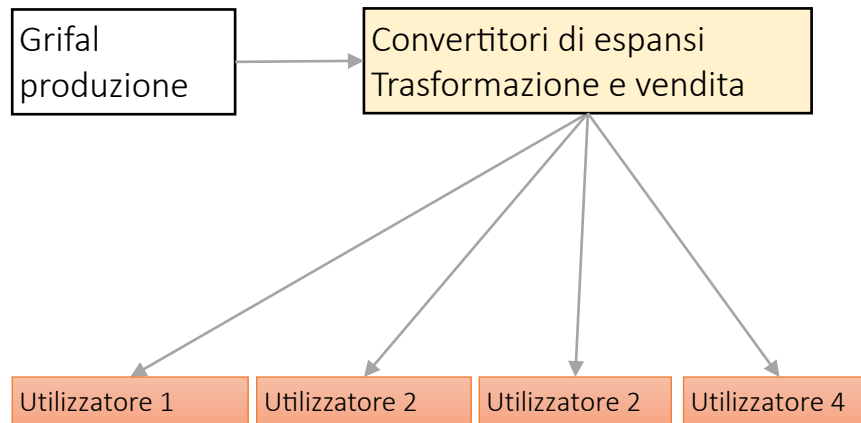 Grifal
produzione
Convertitori di espansi
Trasformazione e vendita
Utilizzatore 1
Utilizzatore 2
Utilizzatore 2
Utilizzatore 4